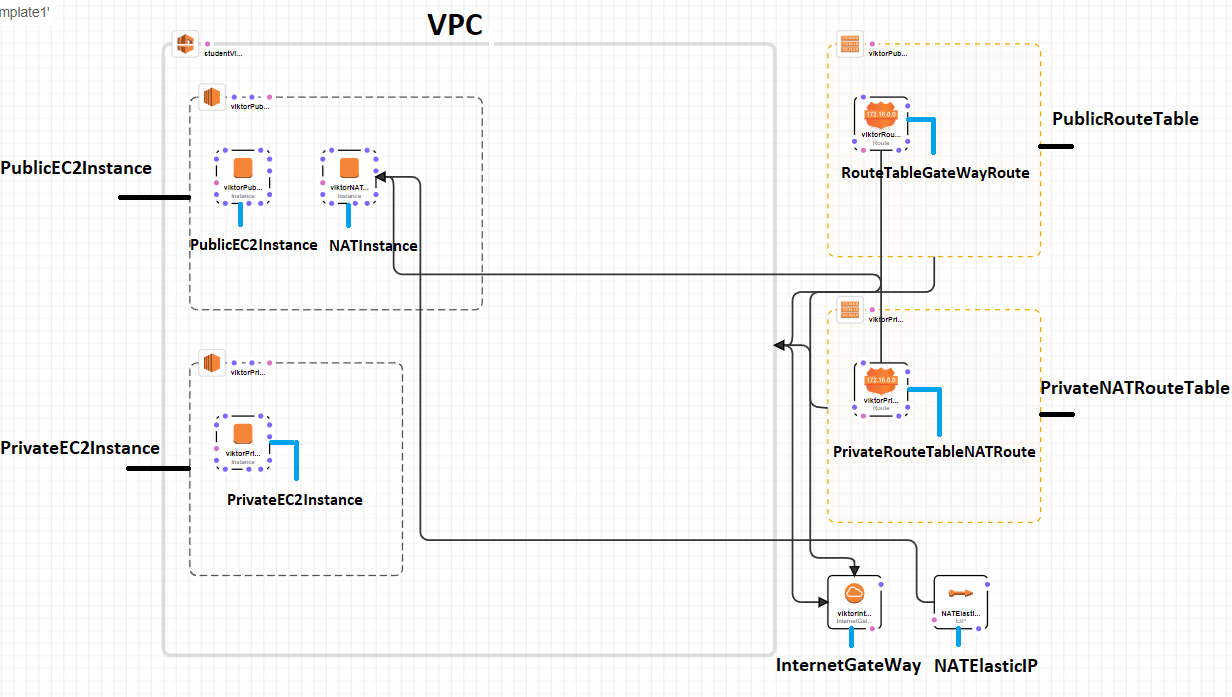 mplate1'
VPC
studentVi...
viktorPub...
viktorPub...
172.16.0.0
viktorRou...
Route
PublicRouteTable
RouteTableGateWayRoute
PublicEC2Instance
viktorPub...
Instance
viktorNAT...
Instance
PublicEC2Instance
NATInstance
viktorPri...
viktorPri...
172.16.0.0
viktorPri...
Route
PrivateNATRouteTable
PrivateRouteTableNATRoute
PrivateEC2Instance
viktorPri...
Instance
PrivateEC2Instance
viktorInt...
InternetGat...
NATElasti...
EIP
InternetGateWay
NATElasticIP